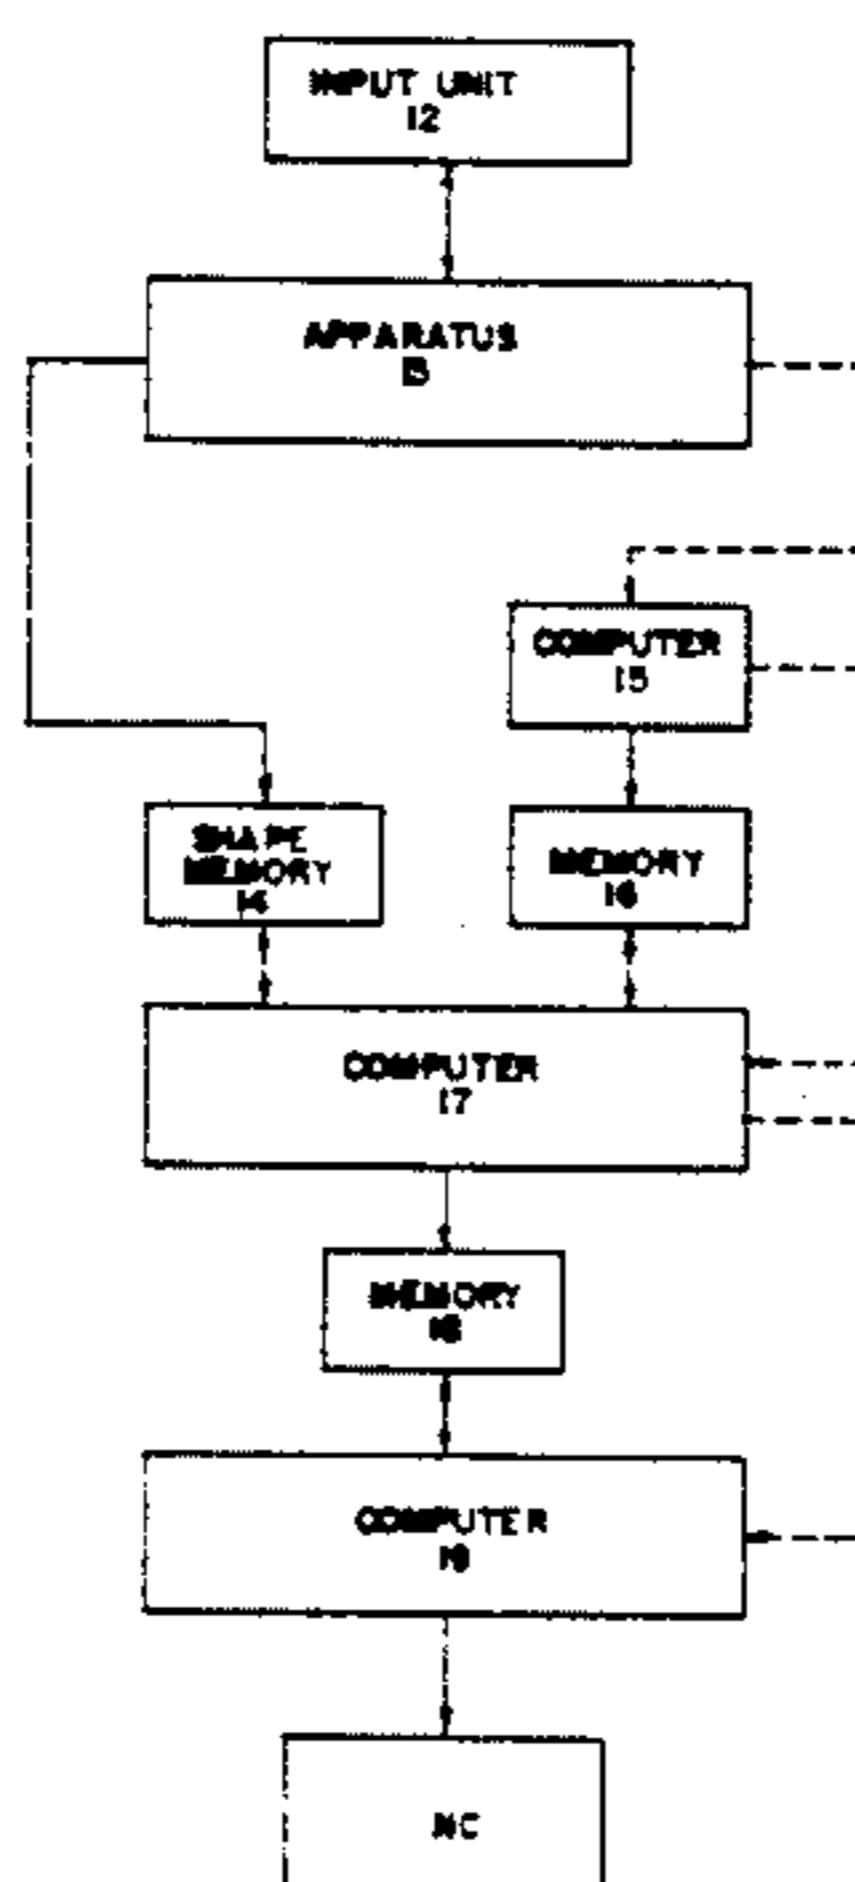 INPUT UNIT
12
APPARATUS
13
COMPUTER
15
SHAPE
MEMORY
14
MEMORY
16
COMPUTER
17
MEMORY
18
COMPUTER
19
NC